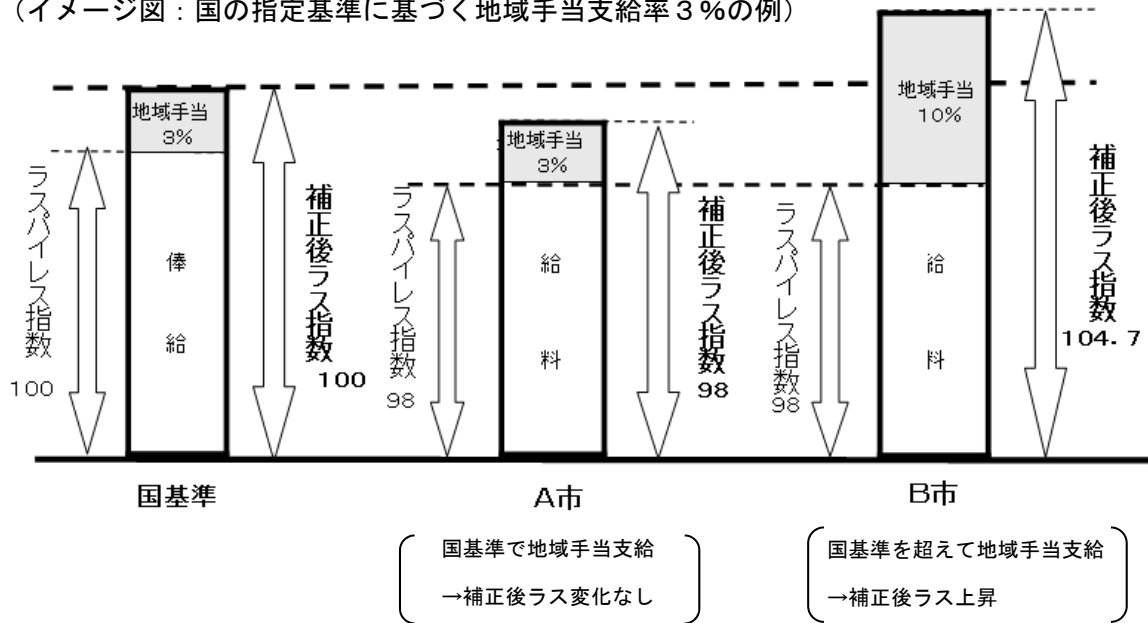 （イメージ図：国の指定基準に基づく地域手当支給率３％の例）
地域手当
3%
俸給
ラスパイレス指数
100
補正後ラス指数
100
国基準
地域手当
3%
給料
ラスパイレス指数
98
補正後ラス指数
98
A市
国基準で地域手当支給
→補正後ラス変化なし
地域手当
10%
給料
ラスパイレス指数
98
補正後ラス指数
104.7
B市
国基準を超えて地域手当支給
→補正後ラス上昇